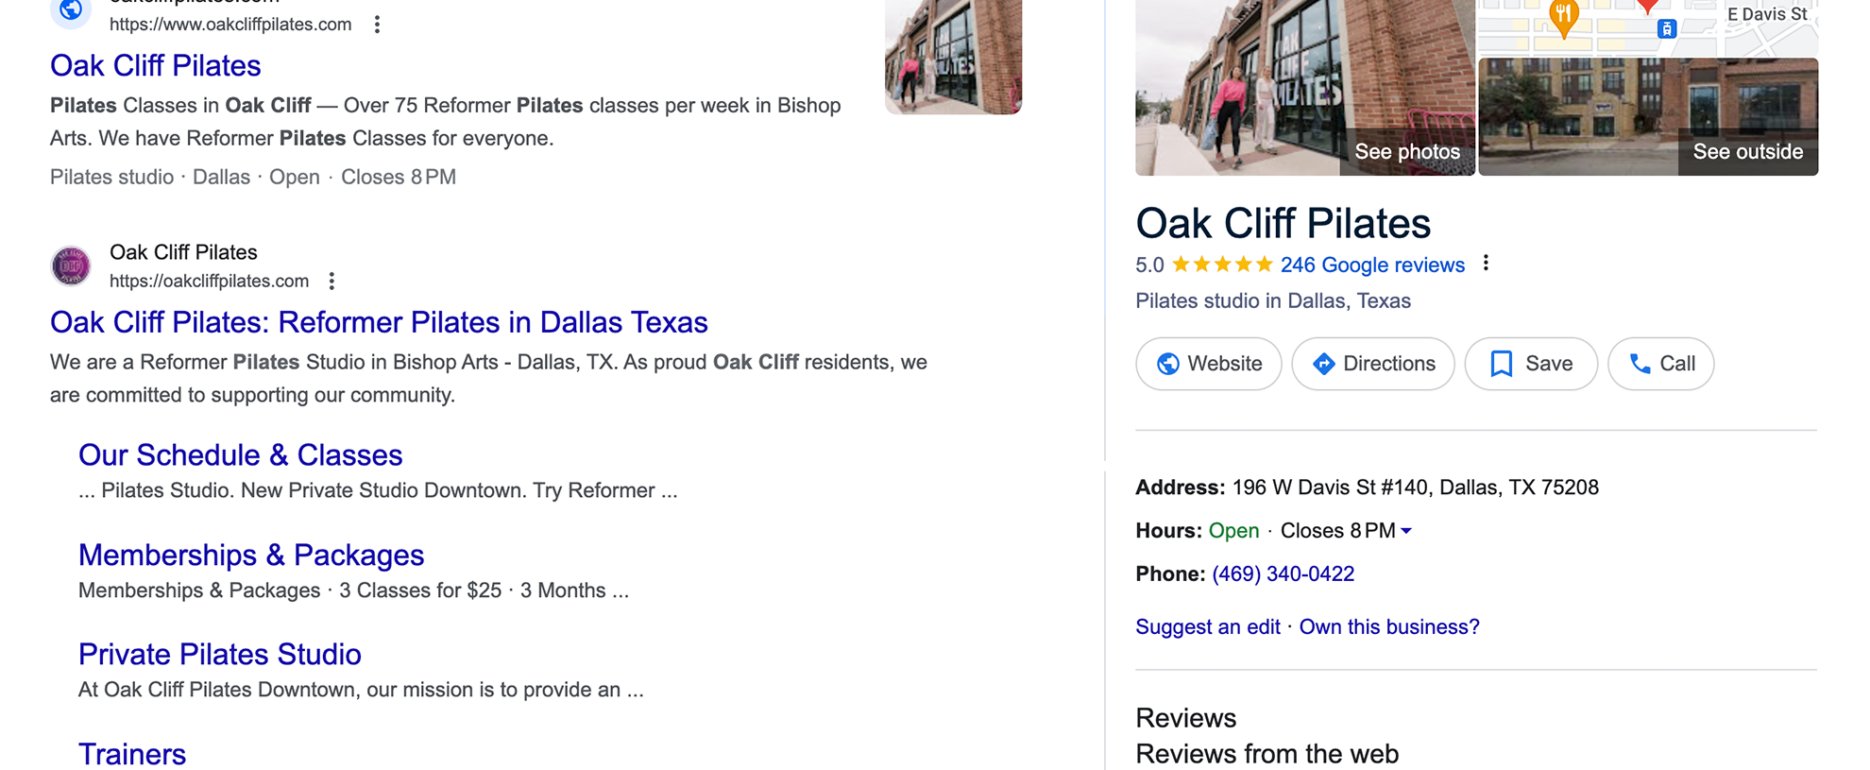 https://www.oakcliffpilates.com
Oak Cliff Pilates
Pilates Classes in Oak Cliff — Over 75 Reformer Pilates classes per week in Bishop
Arts. We have Reformer Pilates Classes for everyone.
Pilates studio · Dallas · Open · Closes 8 PM
Oak Cliff Pilates
https://oakcliffpilates.com
Oak Cliff Pilates: Reformer Pilates in Dallas Texas
We are a Reformer Pilates Studio in Bishop Arts - Dallas, TX. As proud Oak Cliff residents, we
are committed to supporting our community.
Our Schedule & Classes
... Pilates Studio. New Private Studio Downtown. Try Reformer ...
Memberships & Packages
Memberships & Packages · 3 Classes for $25 · 3 Months ...
Private Pilates Studio
At Oak Cliff Pilates Downtown, our mission is to provide an ...
Trainers
E Davis St
See photos
See outside
Oak Cliff Pilates
5.0 246 Google reviews
Pilates studio in Dallas, Texas
Website Directions Save Call
Address: 196 W Davis St #140, Dallas, TX 75208
Hours: Open · Closes 8 PM
Phone: (469) 340-0422
Suggest an edit · Own this business?
Reviews
Reviews from the web